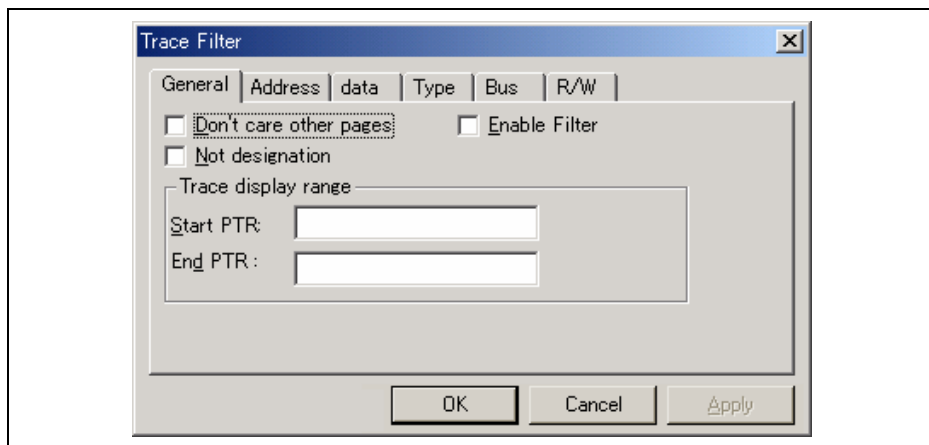 Trace Filter
General Address data Type Bus R/W
Don't care other pages Enable Filter
Not designation
Trace display range
Start PTR:
End PTR :
OK Cancel Apply